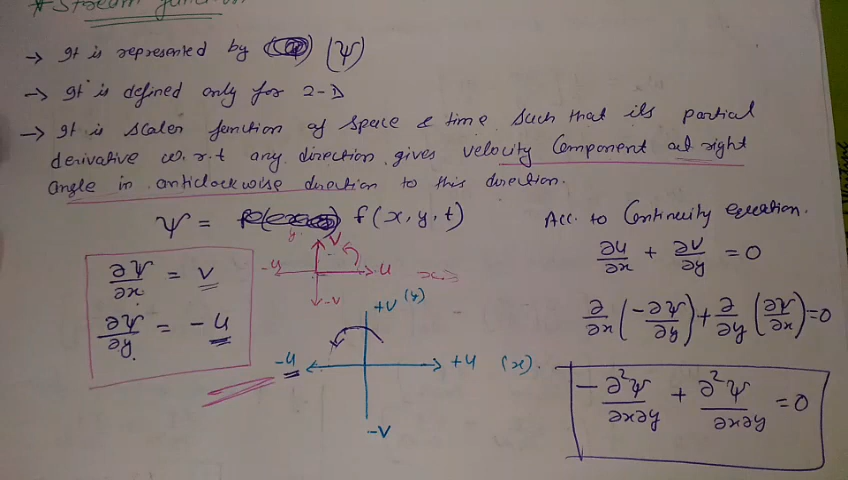 # Stream function
→ It is represented by (Ψ)
→ It is defined only for 2-D
→ It is scaler function of space & time such that its partial
derivative w.r.t any direction gives velocity component at right
angle in anticlockwise direction to this direction.
Ψ = f(x, y, t)
∂Ψ/∂x = v
∂Ψ/∂y = -u
y
v
-u
u
-v
+v (y)
-u
+u (x).
-v
Acc. to Continuity equation.
∂u/∂x + ∂v/∂y = 0
∂/∂x (-∂Ψ/∂y) + ∂/∂y (∂Ψ/∂x) = 0
-∂²Ψ/∂x∂y + ∂²Ψ/∂x∂y = 0